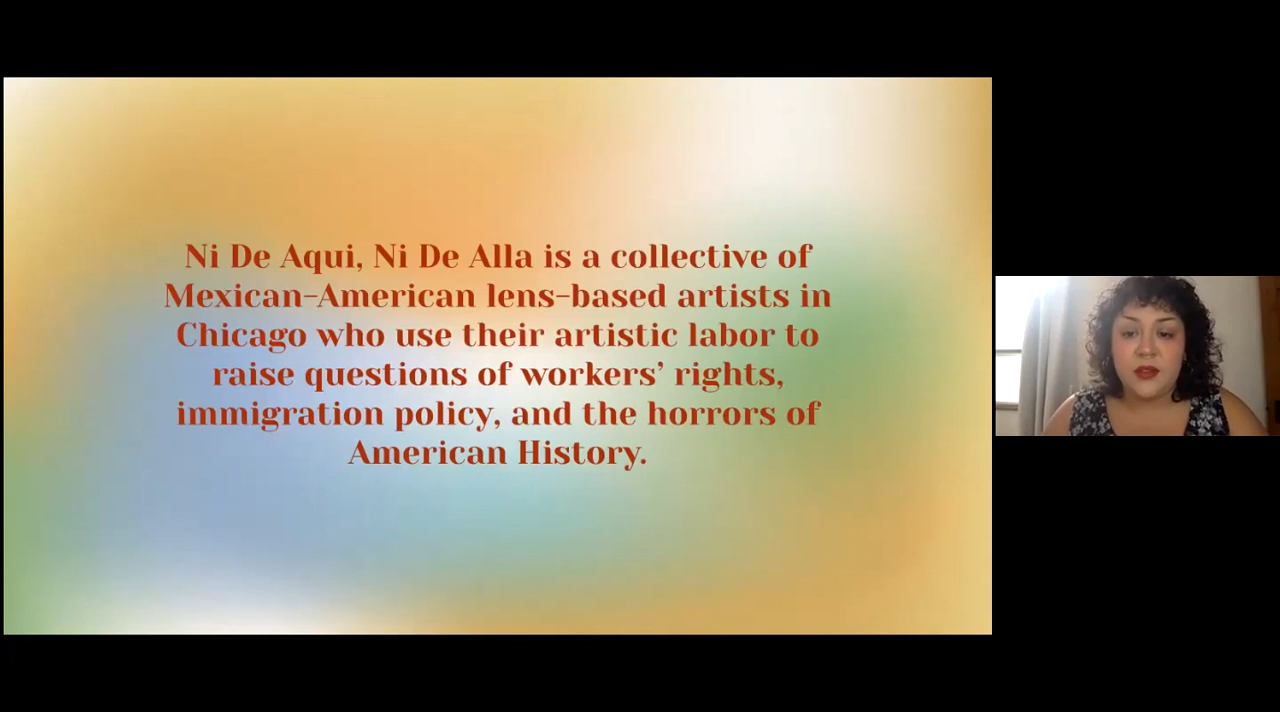 Ni De Aqui, Ni De Alla is a collective of
Mexican-American lens-based artists in
Chicago who use their artistic labor to
raise questions of workers’ rights,
immigration policy, and the horrors of
American History.